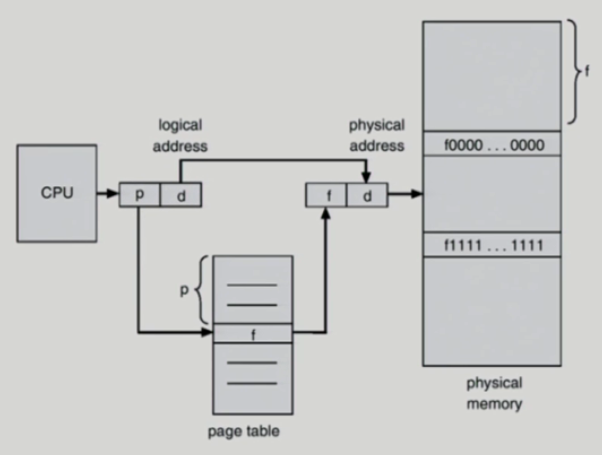 logical
address
physical
address
f
f0000 ... 0000
CPU
p
d
f
d
f1111 ... 1111
p
f
physical
memory
page table